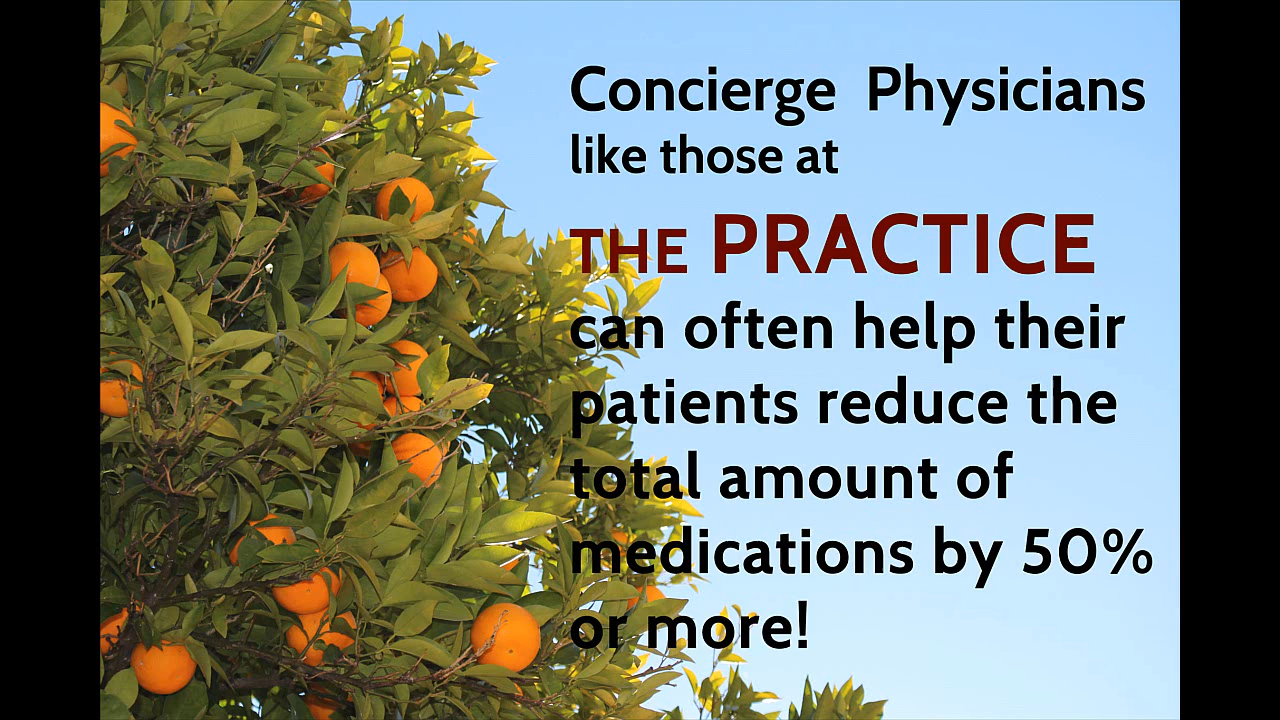 Concierge Physicians
like those at
THE PRACTICE
can often help their
patients reduce the
total amount of
medications by 50%
or more!